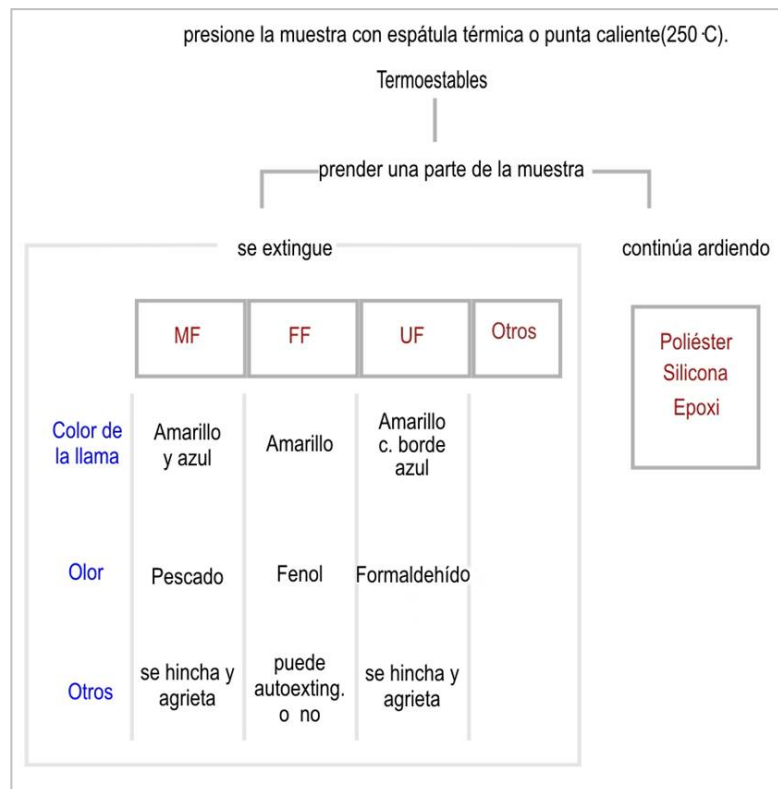 presione la muestra con espátula térmica o punta caliente(250 ·C).
Termoestables
prender una parte de la muestra
se extingue
continúa ardiendo
MF
FF
UF
Otros
Poliéster
Silicona
Epoxi
Color de
la llama
Amarillo
y azul
Amarillo
Amarillo
c. borde
azul
Olor
Pescado
Fenol
Formaldehído
Otros
se hincha y
agrieta
puede
autoexting.
o no
se hincha y
agrieta